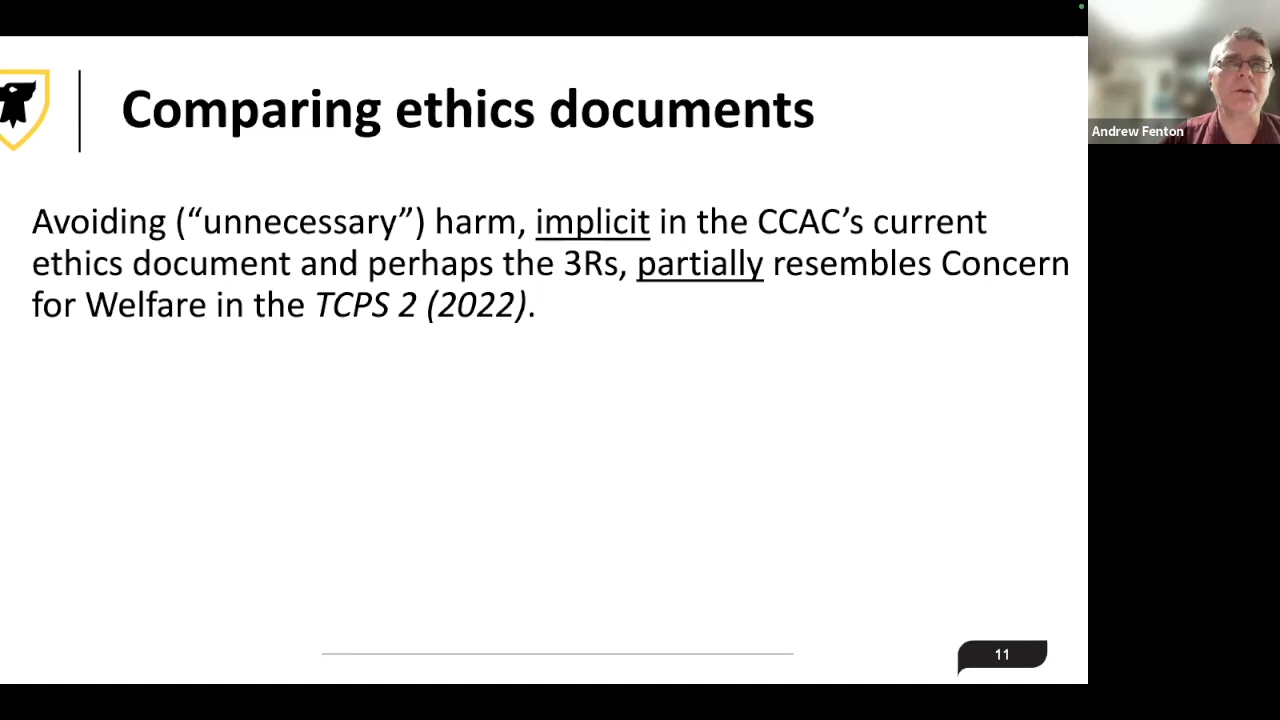 Comparing ethics documents
Avoiding (“unnecessary”) harm, implicit in the CCAC’s current
ethics document and perhaps the 3Rs, partially resembles Concern
for Welfare in the TCPS 2 (2022).
11
Andrew Fenton